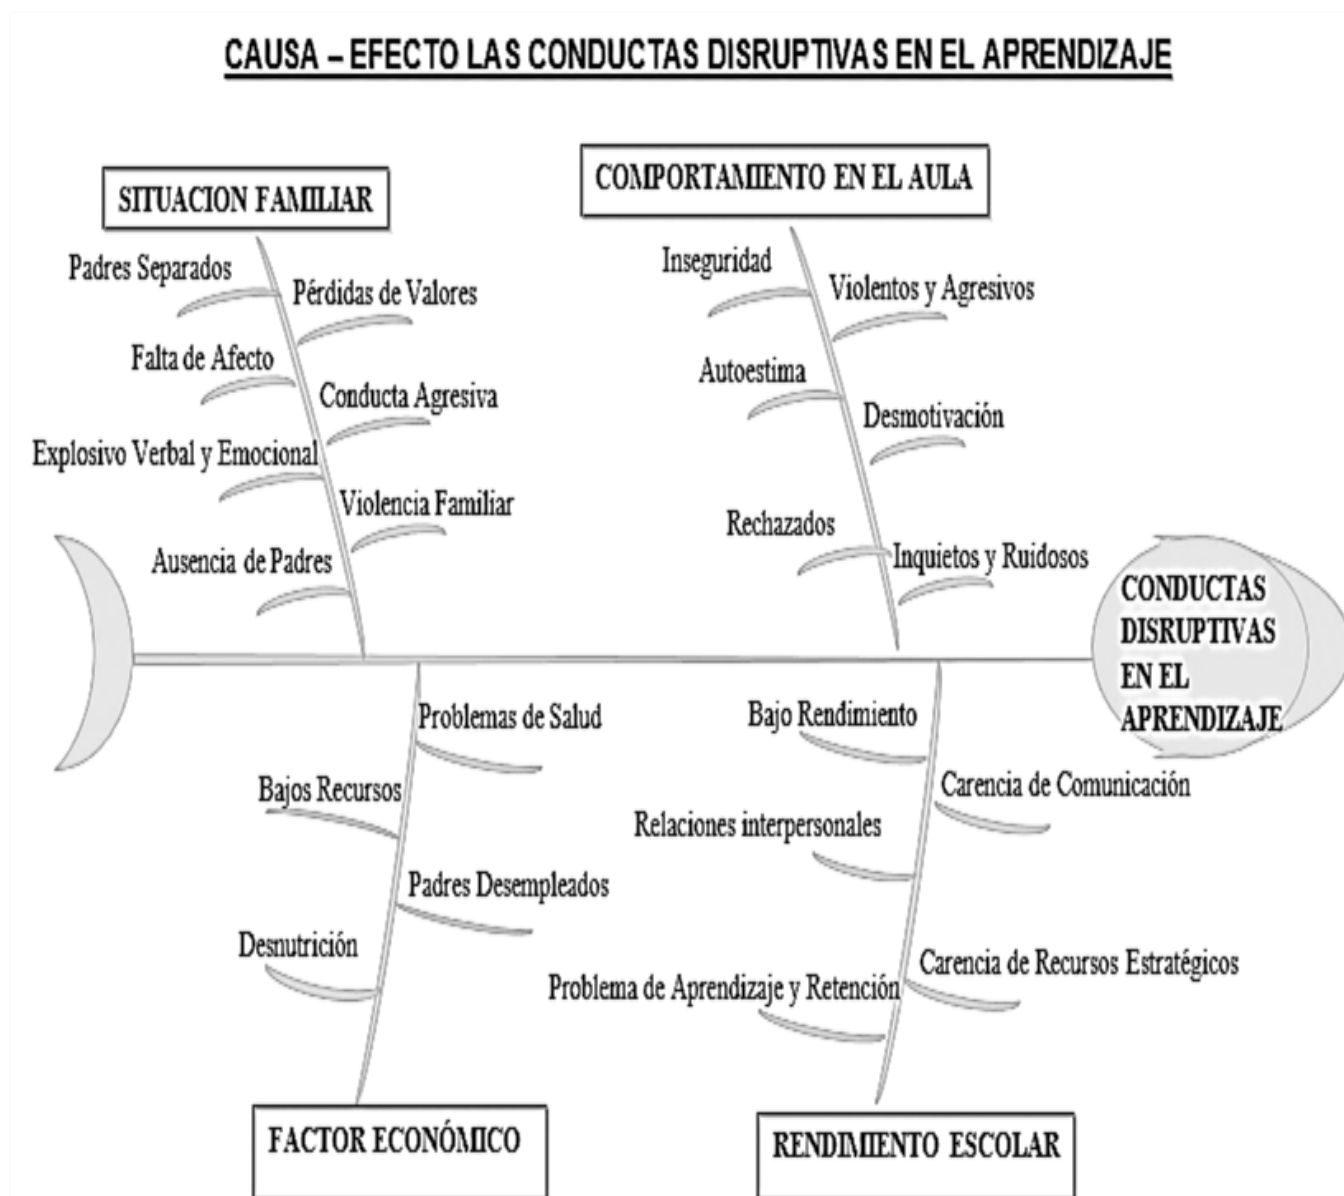 CAUSA – EFECTO LAS CONDUCTAS DISRUPTIVAS EN EL APRENDIZAJE
SITUACION FAMILIAR
Padres Separados
Pérdidas de Valores
Falta de Afecto
Conducta Agresiva
Explosivo Verbal y Emocional
Violencia Familiar
Ausencia de Padres
COMPORTAMIENTO EN EL AULA
Inseguridad
Violentos y Agresivos
Autoestima
Desmotivación
Rechazados
Inquietos y Ruidosos
CONDUCTAS
DISRUPTIVAS
EN EL
APRENDIZAJE
Problemas de Salud
Bajos Recursos
Padres Desempleados
Desnutrición
FACTOR ECONÓMICO
Bajo Rendimiento
Carencia de Comunicación
Relaciones interpersonales
Carencia de Recursos Estratégicos
Problema de Aprendizaje y Retención
RENDIMIENTO ESCOLAR